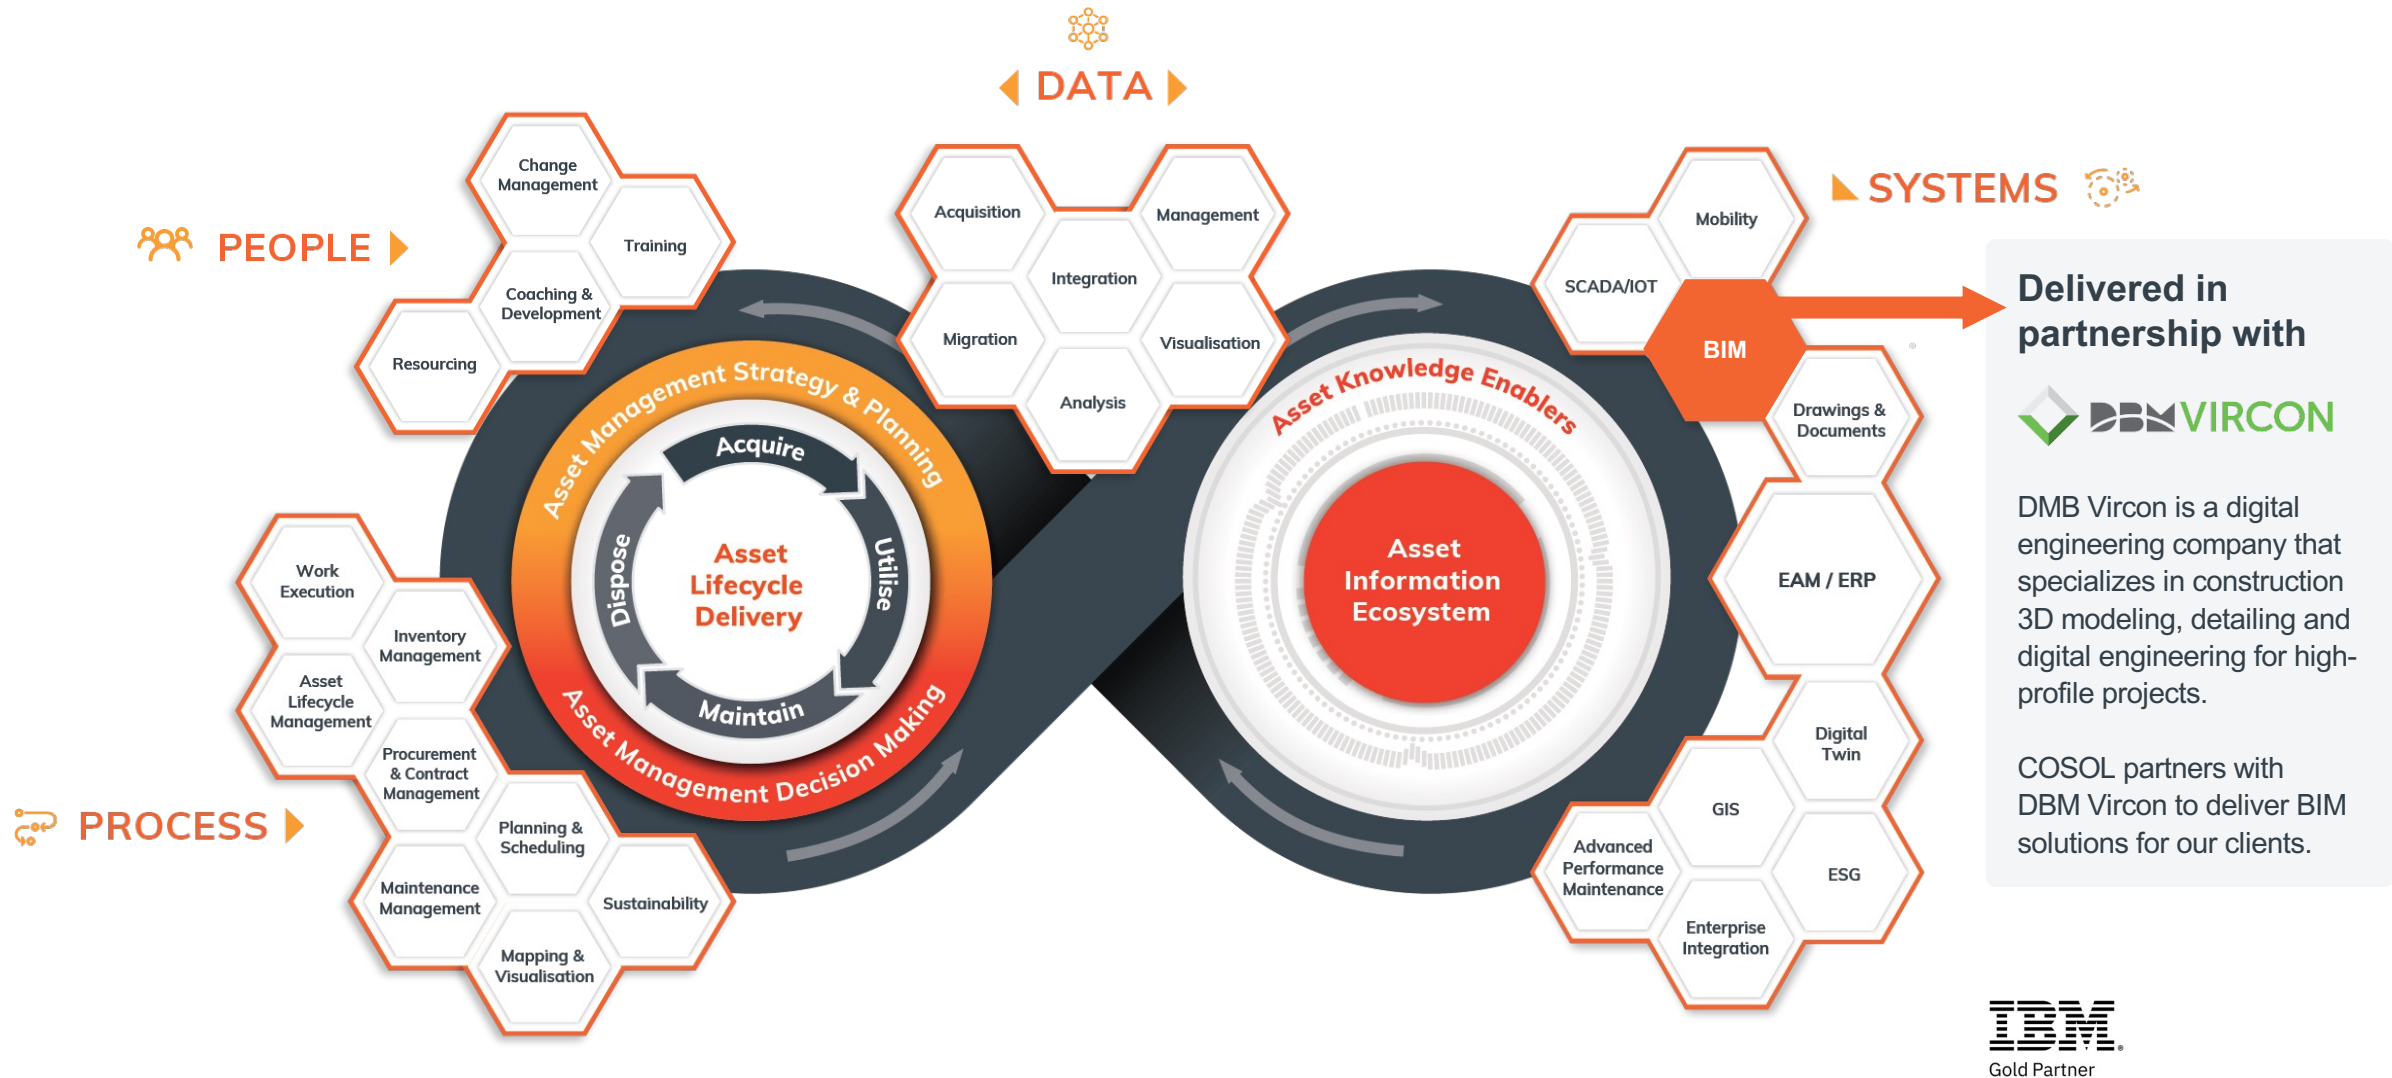 DATA
PEOPLE
Change
Management
Training
Coaching &
Development
Resourcing
Acquisition
Management
Integration
Migration
Visualisation
Analysis
SYSTEMS
Mobility
SCADA/IOT
BIM
Drawings &
Documents
EAM / ERP
Digital
Twin
GIS
ESG
Advanced
Performance
Maintenance
Enterprise
Integration
Asset Management Strategy & Planning
Acquire
Utilise
Maintain
Dispose
Asset
Lifecycle
Delivery
Asset Management Decision Making
Asset Knowledge Enablers
Asset
Information
Ecosystem
PROCESS
Work
Execution
Inventory
Management
Asset
Lifecycle
Management
Procurement
& Contract
Management
Planning &
Scheduling
Maintenance
Management
Sustainability
Mapping &
Visualisation
Delivered in
partnership with
DBM VIRCON
DMB Vircon is a digital
engineering company that
specializes in construction
3D modeling, detailing and
digital engineering for high-
profile projects.
COSOL partners with
DBM Vircon to deliver BIM
solutions for our clients.
IBM®
Gold Partner